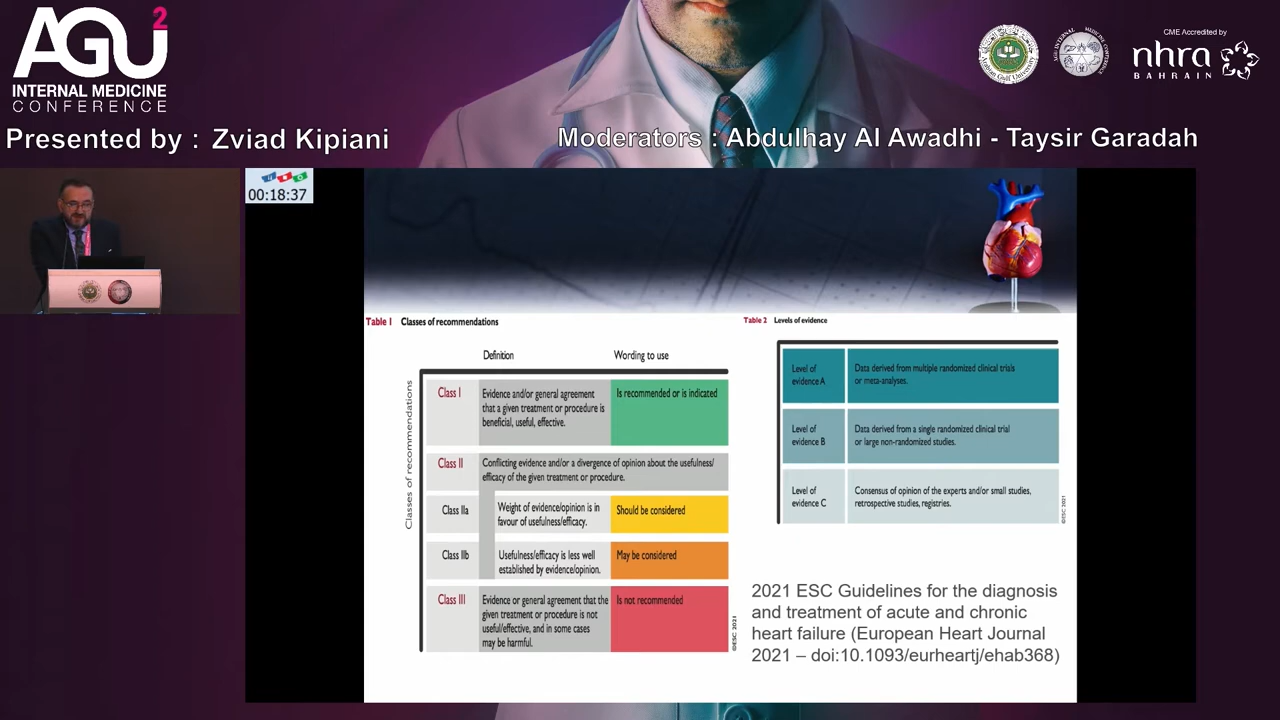 AGU2
INTERNAL MEDICINE
CONFERENCE
CME Accredited by
nhra
BAHRAIN
Presented by : Zviad Kipiani
Moderators : Abdulhay Al Awadhi - Taysir Garadah
00:18:37
Table 1 Classes of recommendations
Definition
Wording to use
Classes of recommendations
Class I
Evidence and/or general agreement
that a given treatment or procedure is
beneficial, useful, effective.
Is recommended or is indicated
Class II
Conflicting evidence and/or a divergence of opinion about the usefulness/
efficacy of the given treatment or procedure.
Class IIa
Weight of evidence/opinion is in
favour of usefulness/efficacy.
Should be considered
Class IIb
Usefulness/efficacy is less well
established by evidence/opinion.
May be considered
Class III
Evidence or general agreement that the
given treatment or procedure is not
useful/effective, and in some cases
may be harmful.
Is not recommended
©ESC 2021
Table 2 Levels of evidence
Level of
evidence A
Data derived from multiple randomized clinical trials
or meta-analyses.
Level of
evidence B
Data derived from a single randomized clinical trial
or large non-randomized studies.
Level of
evidence C
Consensus of opinion of the experts and/or small studies,
retrospective studies, registries.
©ESC 2021
2021 ESC Guidelines for the diagnosis
and treatment of acute and chronic
heart failure (European Heart Journal
2021 – doi:10.1093/eurheartj/ehab368)